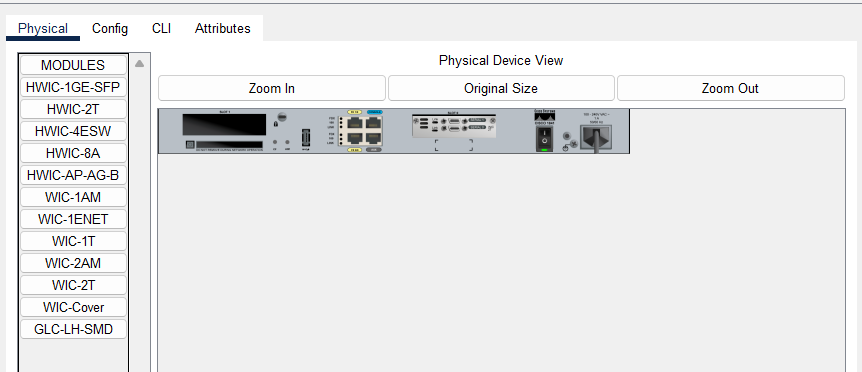 Physical Config CLI Attributes
MODULES
HWIC-1GE-SFP
HWIC-2T
HWIC-4ESW
HWIC-8A
HWIC-AP-AG-B
WIC-1AM
WIC-1ENET
WIC-1T
WIC-2AM
WIC-2T
WIC-Cover
GLC-LH-SMD
Physical Device View
Zoom In Original Size Zoom Out